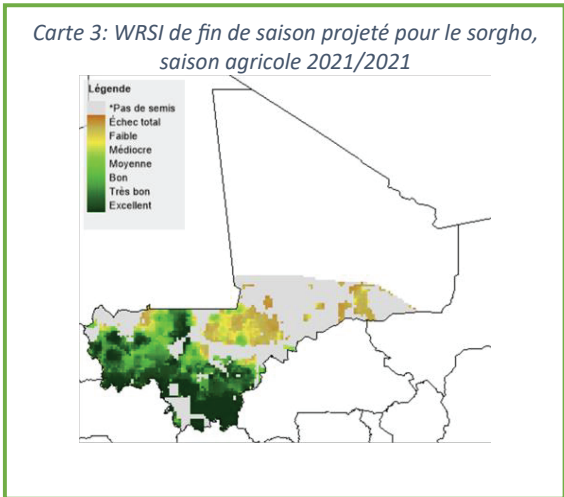 Carte 3: WRSI de fin de saison projeté pour le sorgho,
saison agricole 2021/2021
Légende
*Pas de semis
Échec total
Faible
Médiocre
Moyenne
Bon
Très bon
Excellent